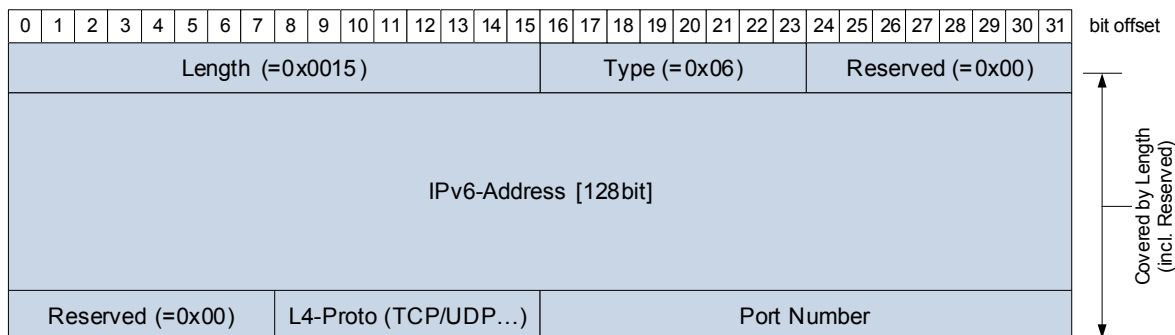 0 1 2 3 4 5 6 7 8 9 10 11 12 13 14 15 16 17 18 19 20 21 22 23 24 25 26 27 28 29 30 31 bit offset
Length (=0x0015) Type (=0x06) Reserved (=0x00)
IPv6-Address [128bit]
Reserved (=0x00) L4-Proto (TCP/UDP...) Port Number
Covered by Length
(incl. Reserved)